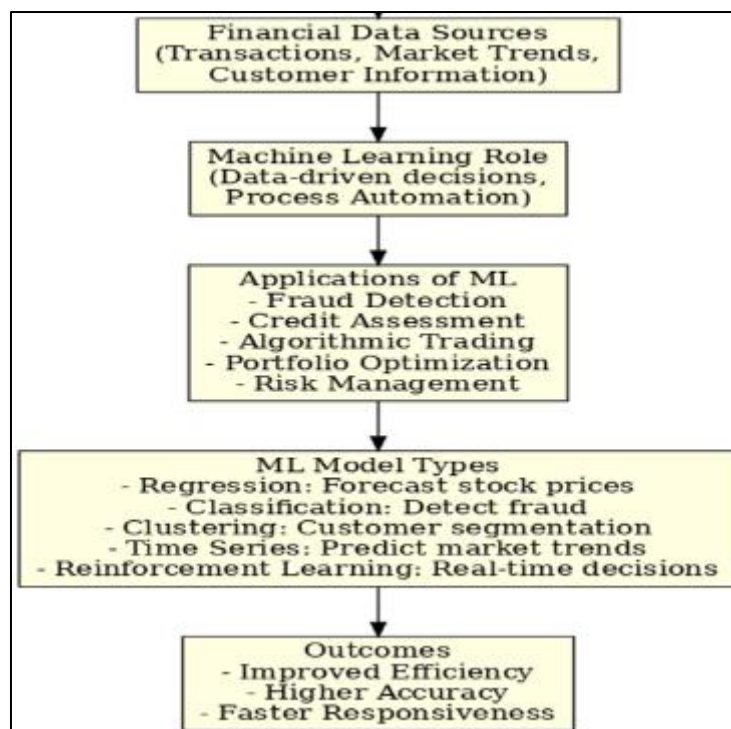 Financial Data Sources
(Transactions, Market Trends,
Customer Information)
Machine Learning Role
(Data-driven decisions,
Process Automation)
Applications of ML
- Fraud Detection
- Credit Assessment
- Algorithmic Trading
- Portfolio Optimization
- Risk Management
ML Model Types
- Regression: Forecast stock prices
- Classification: Detect fraud
- Clustering: Customer segmentation
- Time Series: Predict market trends
- Reinforcement Learning: Real-time decisions
Outcomes
- Improved Efficiency
- Higher Accuracy
- Faster Responsiveness